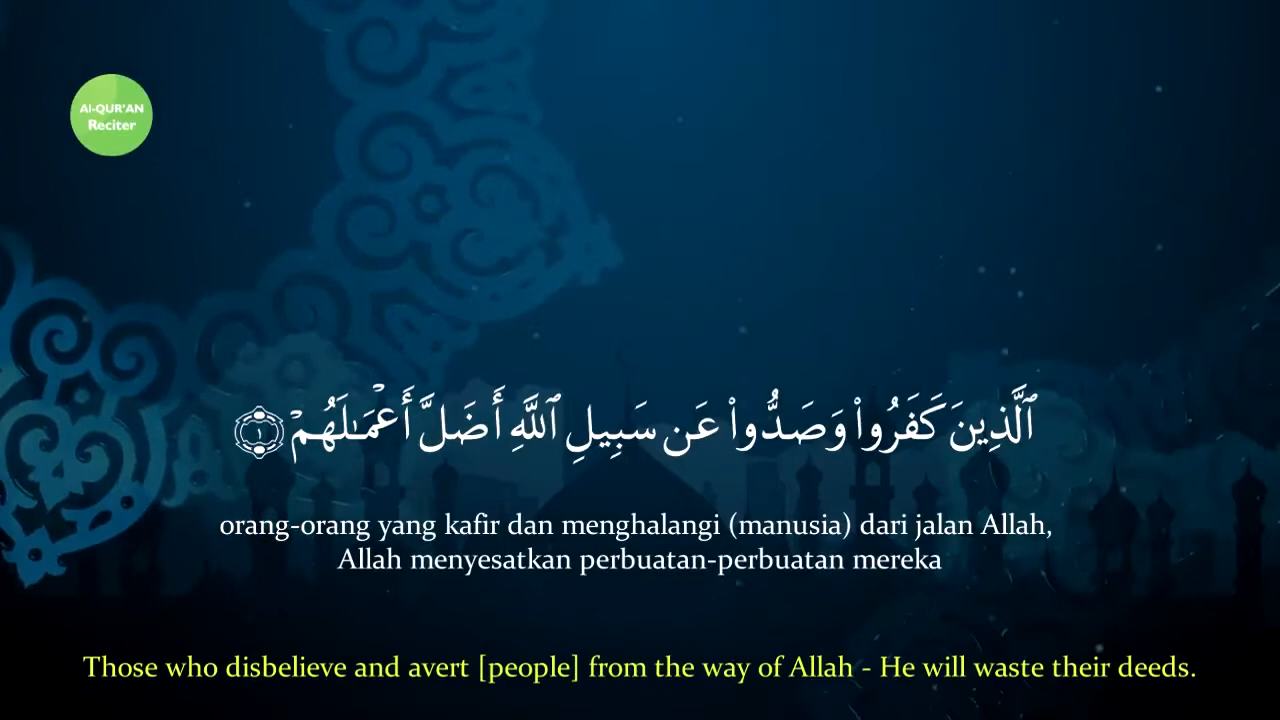 Al-QUR'AN
Reciter
ٱلَّذِينَ كَفَرُوا۟ وَصَدُّوا۟ عَن سَبِيلِ ٱللَّهِ أَضَلَّ أَعْمَـٰلَهُمْ ۝١
orang-orang yang kafir dan menghalangi (manusia) dari jalan Allah,
Allah menyesatkan perbuatan-perbuatan mereka
Those who disbelieve and avert [people] from the way of Allah - He will waste their deeds.